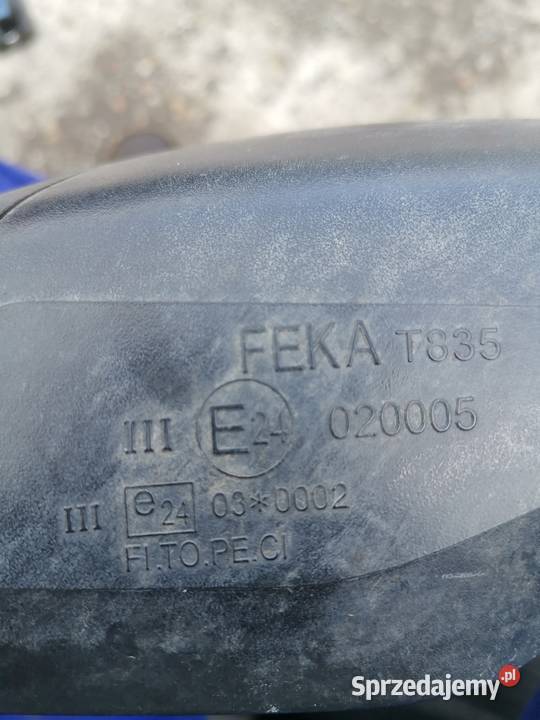 FEKA T835
III E24 020005
III e24 03*0002
FI.TO.PE.CI
Sprzedajemy.pl